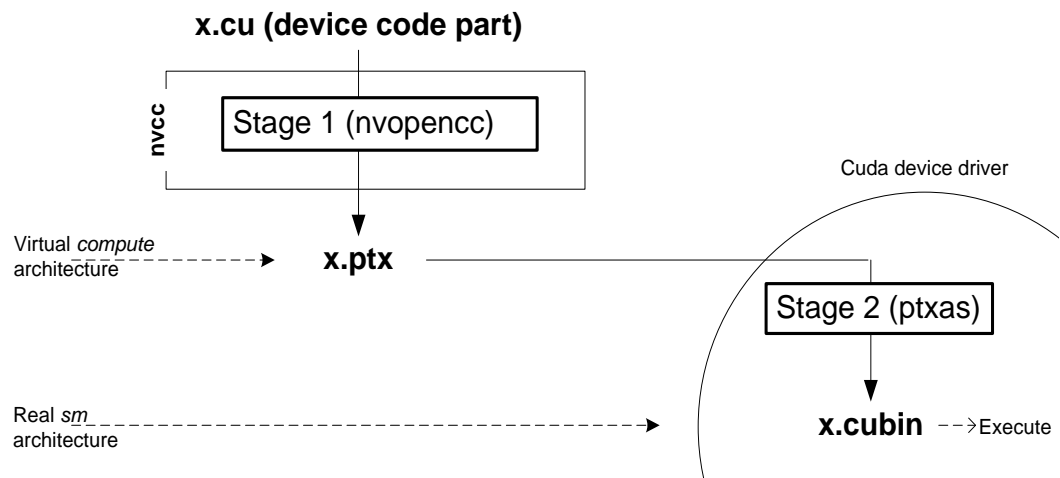 x.cu (device code part)
nvcc
Stage 1 (nvopencc)
Cuda device driver
Virtual compute
architecture
x.ptx
Stage 2 (ptxas)
Real sm
architecture
x.cubin
Execute